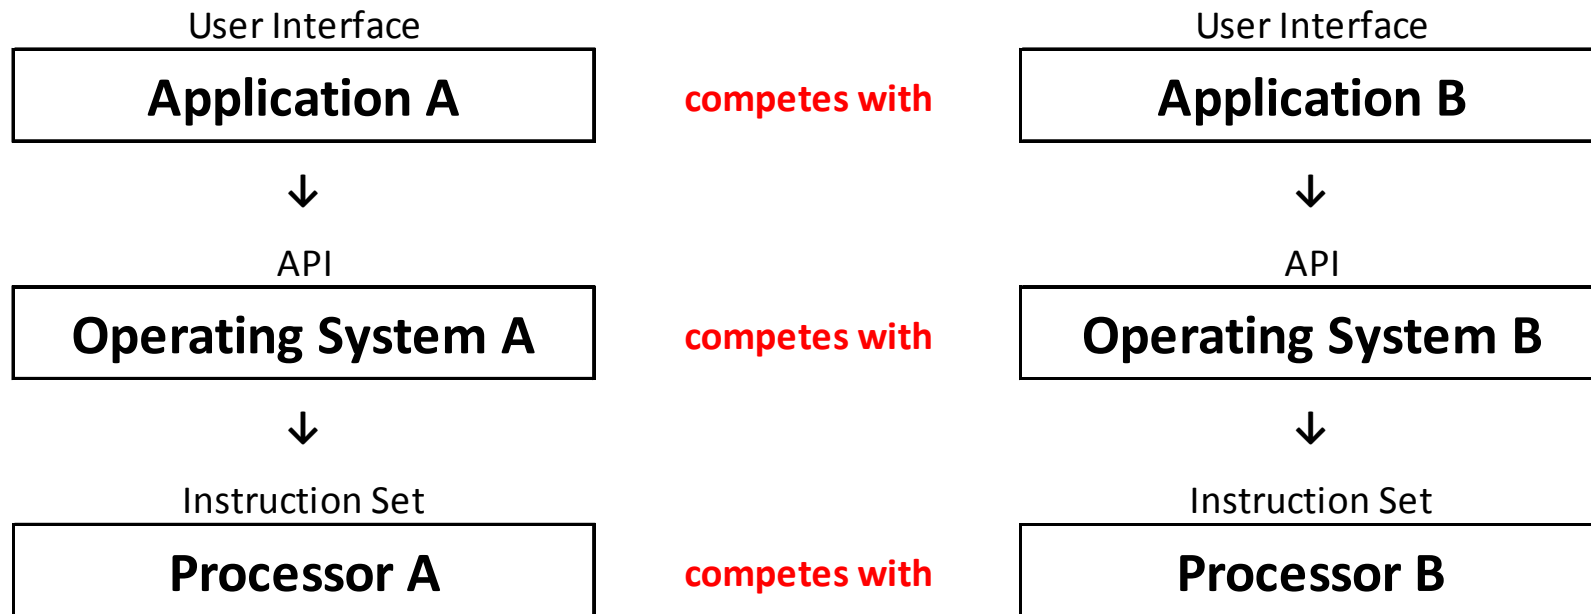 User Interface User Interface
Application A competes with Application B
↓ ↓
API API
Operating System A competes with Operating System B
↓ ↓
Instruction Set Instruction Set
Processor A competes with Processor B